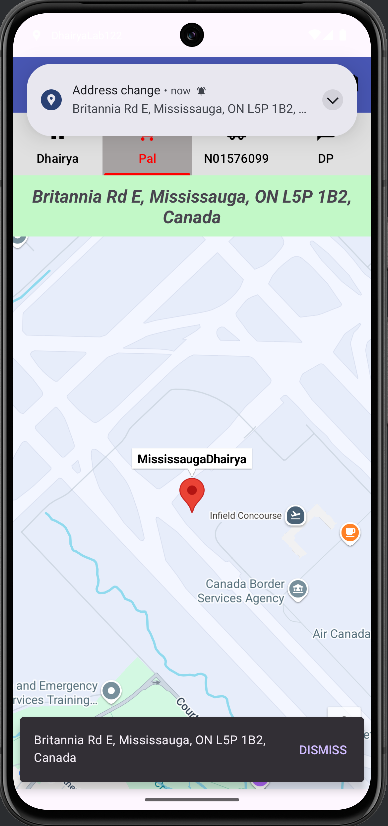 Address change • now
Britannia Rd E, Mississauga, ON L5P 1B2, ...
Dhairya
Pal
N01576099
DP
Britannia Rd E, Mississauga, ON L5P 1B2,
Canada
MississaugaDhairya
Infield Concourse
Canada Border
Services Agency
Air Canada
and Emergency
rvices Training...
Court
Britannia Rd E, Mississauga, ON L5P 1B2,
Canada
DISMISS